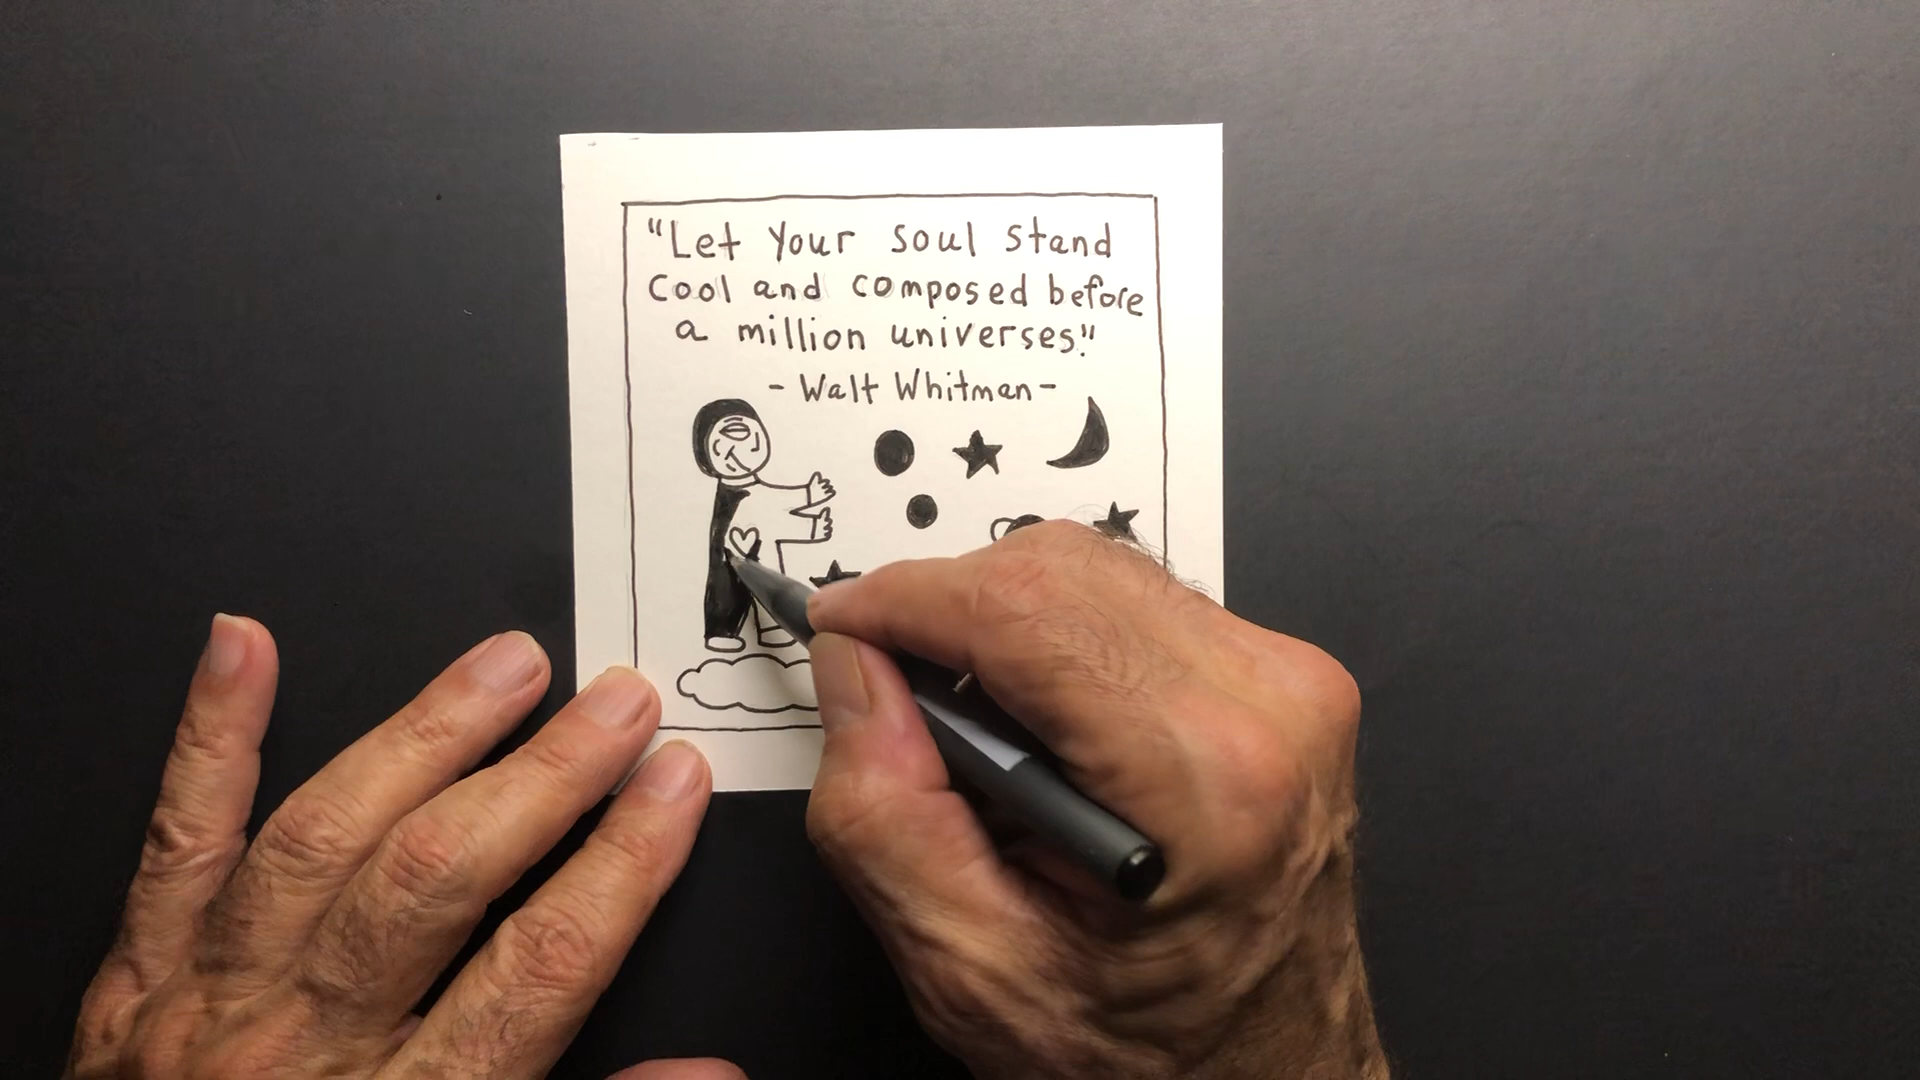 "Let your soul stand
cool and composed before
a million universes."
- Walt Whitman -